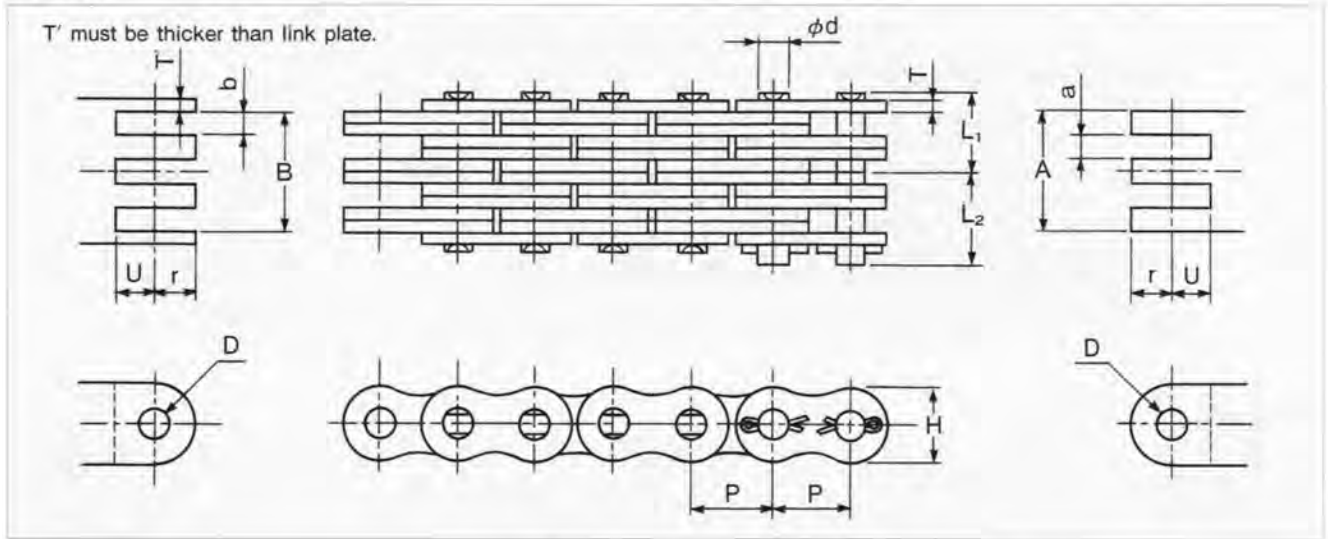 T′ must be thicker than link plate.
φd
T′
b
T
L₁
a
B
A
L₂
U
r
r
U
D
D
H
P
P